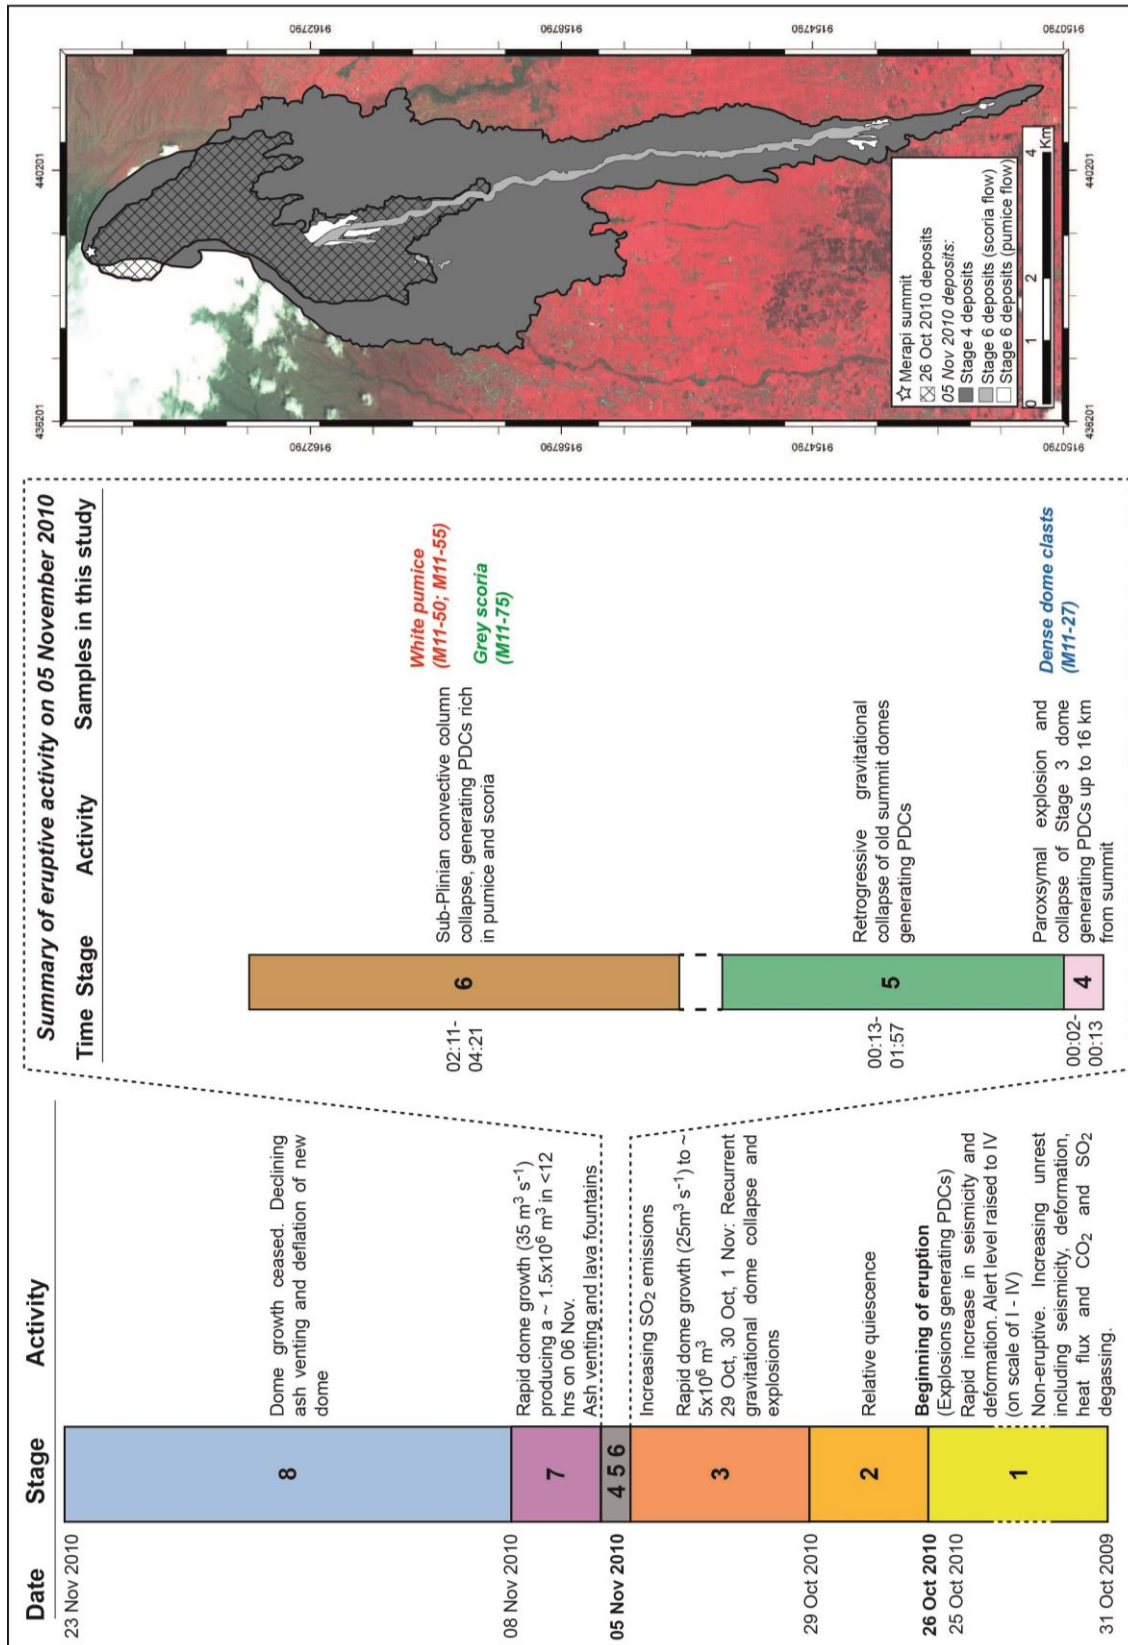 Date
Stage
Activity
23 Nov 2010
08 Nov 2010
05 Nov 2010
29 Oct 2010
26 Oct 2010
25 Oct 2010
31 Oct 2009
8
7
4 5 6
3
2
1
Dome growth ceased. Declining
ash venting and deflation of new
dome
Rapid dome growth (35 m³ s⁻¹)
producing a ~ 1.5x10⁶ m³ in <12
hrs on 06 Nov.
Ash venting and lava fountains
Increasing SO₂ emissions
Rapid dome growth (25m³ s⁻¹) to ~
5x10⁶ m³
29 Oct, 30 Oct, 1 Nov: Recurrent
gravitational dome collapse and
explosions
Relative quiescence
Beginning of eruption
(Explosions generating PDCs)
Rapid increase in seismicity and
deformation. Alert level raised to IV
(on scale of I - IV)
Non-eruptive. Increasing unrest
including seismicity, deformation,
heat flux and CO₂ and SO₂
degassing.
Summary of eruptive activity on 05 November 2010
Time Stage
Activity
Samples in this study
02:11-
04:21
6
Sub-Plinian convective column
collapse, generating PDCs rich
in pumice and scoria
White pumice
(M11-50; M11-55)
Grey scoria
(M11-75)
00:13-
01:57
5
Retrogressive gravitational
collapse of old summit domes
generating PDCs
00:02-
00:13
4
Paroxsymal explosion and
collapse of Stage 3 dome
generating PDCs up to 16 km
from summit
Dense dome clasts
(M11-27)
436201
440201
9162790
9158790
9154790
9150790
Merapi summit
26 Oct 2010 deposits
05 Nov 2010 deposits:
Stage 4 deposits
Stage 6 deposits (scoria flow)
Stage 6 deposits (pumice flow)
0
1
2
4
Km
436201
440201
9162790
9158790
9154790
9150790